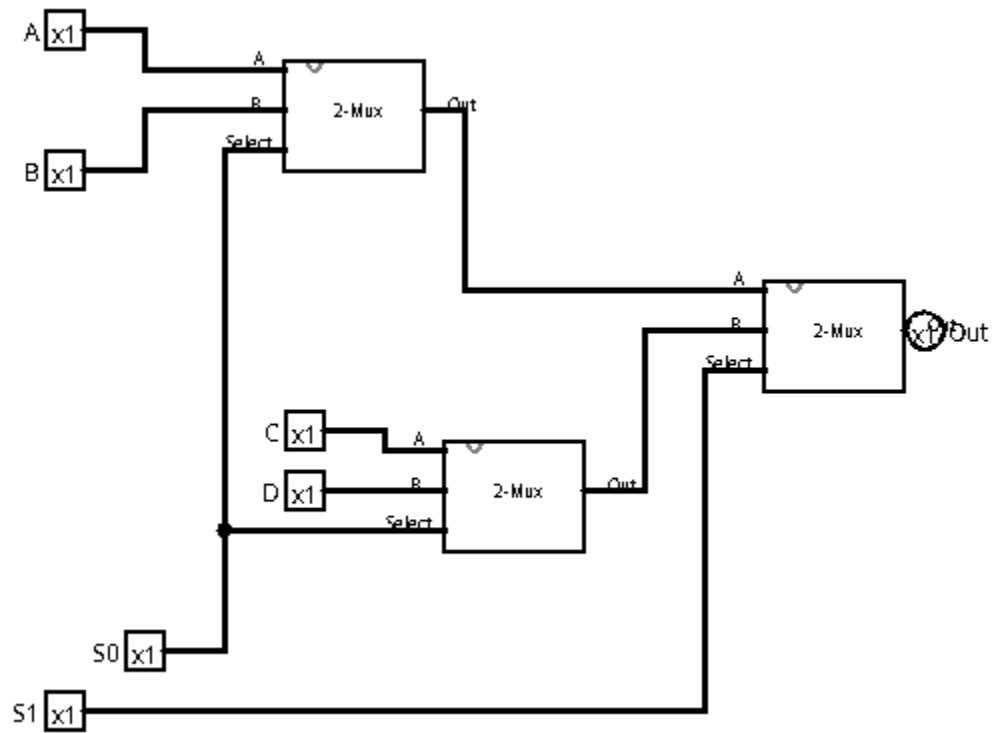 A x1
A
B
2-Mux
Out
Select
B x1
A
B
2-Mux
x1 Out
Select
C x1
A
D x1
B
2-Mux
Out
Select
S0 x1
S1 x1